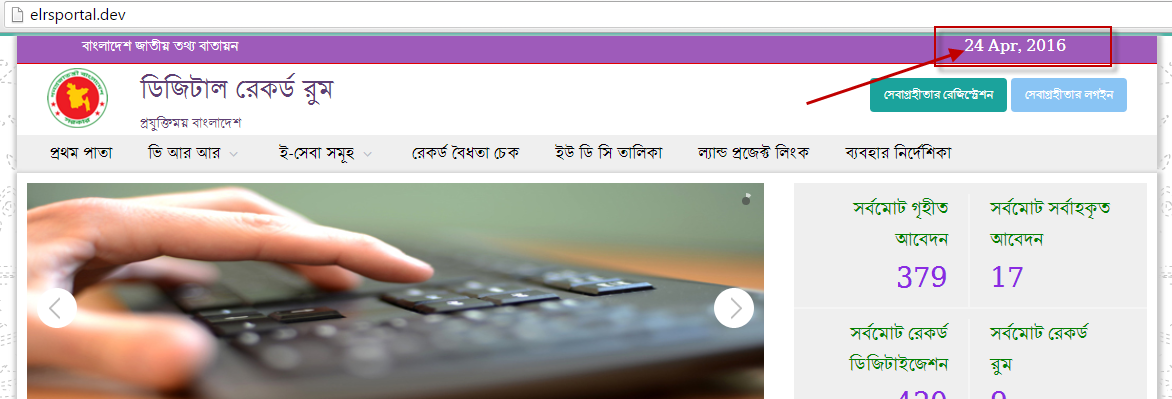 elrsportal.dev
বাংলাদেশ জাতীয় তথ্য বাতায়ন
24 Apr, 2016
ডিজিটাল রেকর্ড রুম
প্রযুক্তিময় বাংলাদেশ
সেবাগ্রহীতার রেজিস্ট্রেশন
সেবাগ্রহীতার লগইন
প্রথম পাতা ভি আর আর ই-সেবা সমূহ রেকর্ড বৈধতা চেক ইউ ডি সি তালিকা ল্যান্ড প্রজেক্ট লিংক ব্যবহার নির্দেশিকা
সর্বমোট গৃহীত
আবেদন
379
সর্বমোট সর্বাহকৃত
আবেদন
17
সর্বমোট রেকর্ড
ডিজিটাইজেশন
সর্বমোট রেকর্ড
রুম